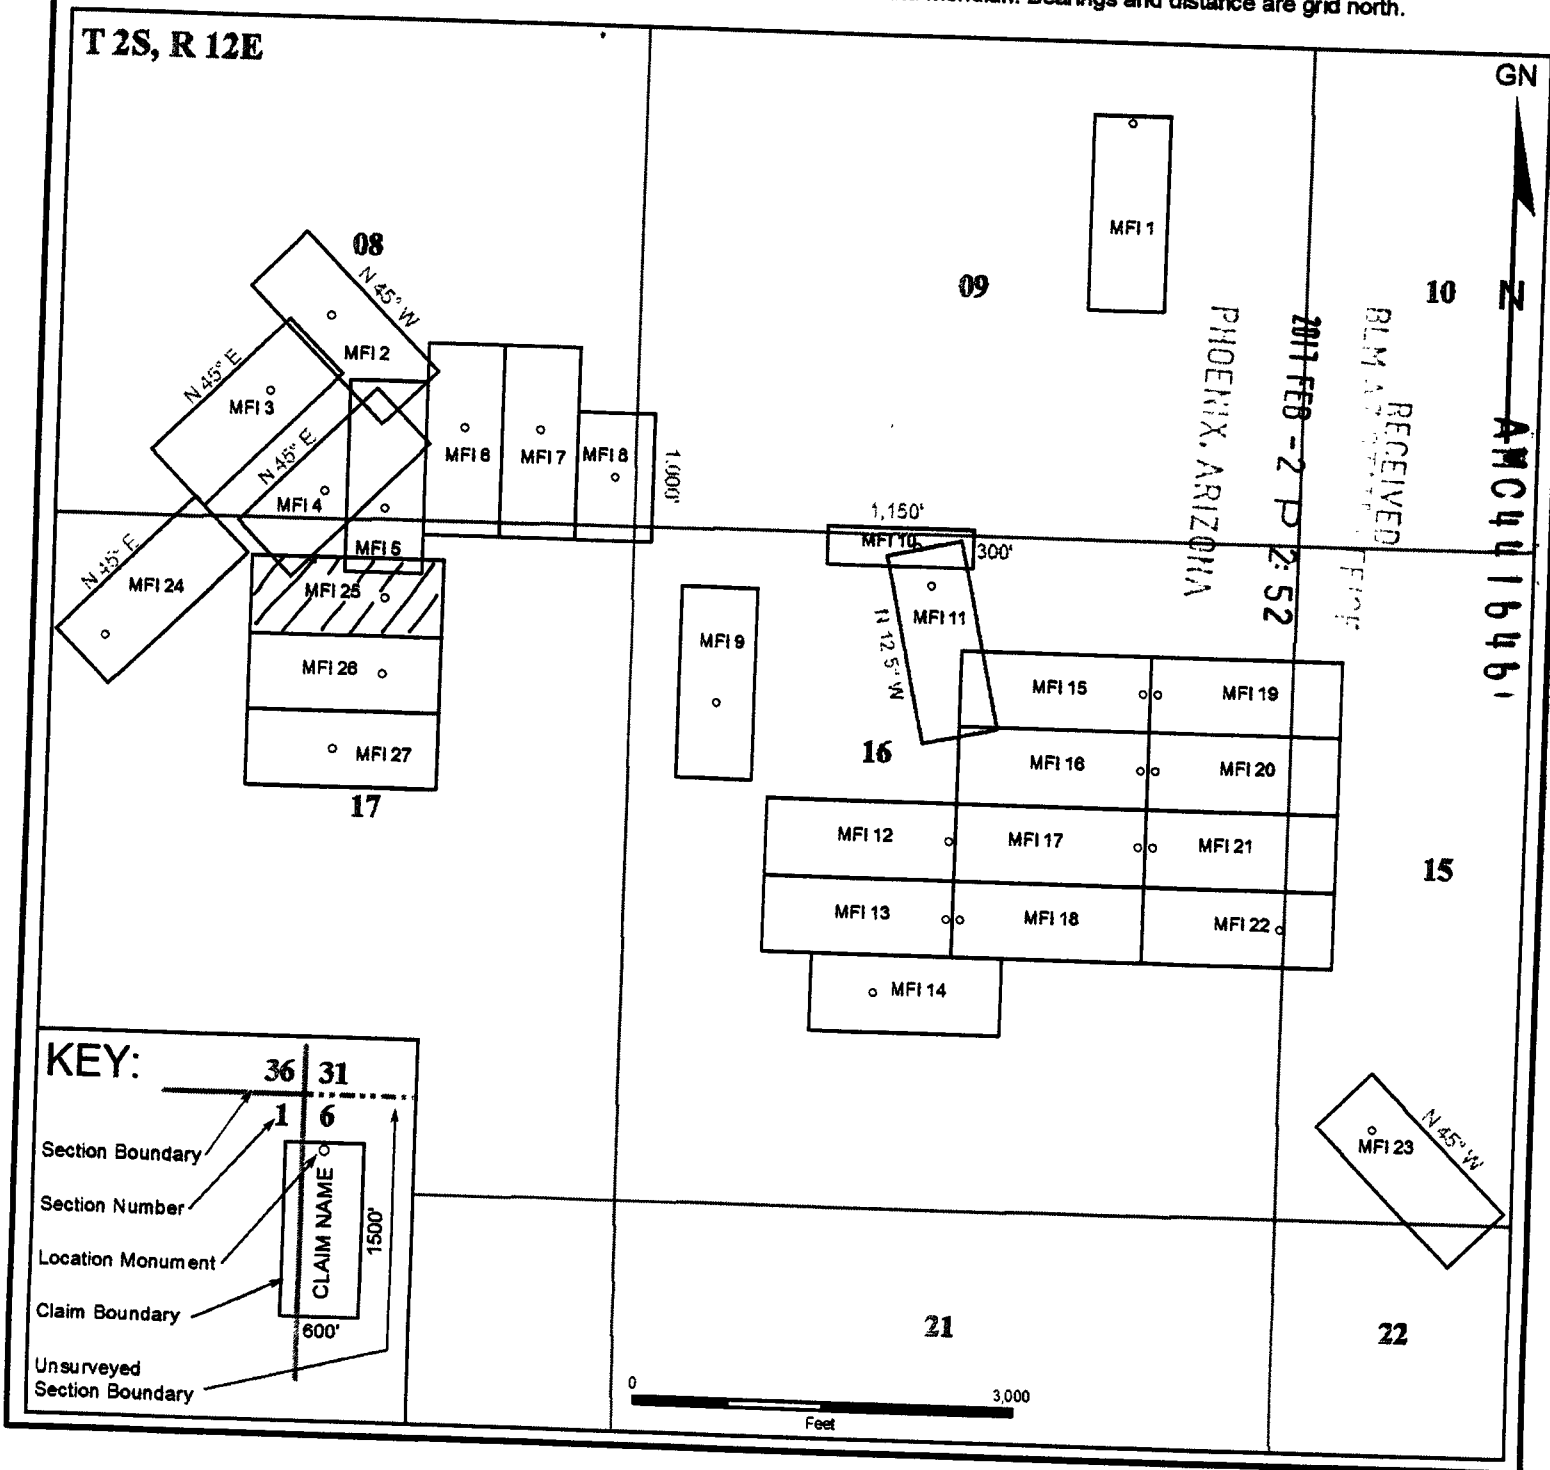 Meridian. Bearings and distance are grid north.
T 2S, R 12E
GN
MFI 1
08
09
10
N
N 45° W
MFI 2
N 45° E
MFI 3
MFI 6
MFI 7
MFI 8
1,000'
N 45° E
MFI 4
MFI 5
RECEIVED
2011 FEB -2 P 2:52
PHOENIX, ARIZONA
1,150'
MFI 10
300'
N 45° E
MFI 24
MFI 25
MFI 11
N 12.5° W
MFI 9
MFI 26
MFI 15
MFI 19
MFI 27
16
MFI 16
MFI 20
17
MFI 12
MFI 17
MFI 21
15
MFI 13
MFI 18
MFI 22
MFI 14
KEY:
36 31
1 6
Section Boundary
Section Number
Location Monument
Claim Boundary
Unsurveyed
Section Boundary
CLAIM NAME
1500'
600'
N 45° W
MFI 23
21
22
0 3,000
Feet